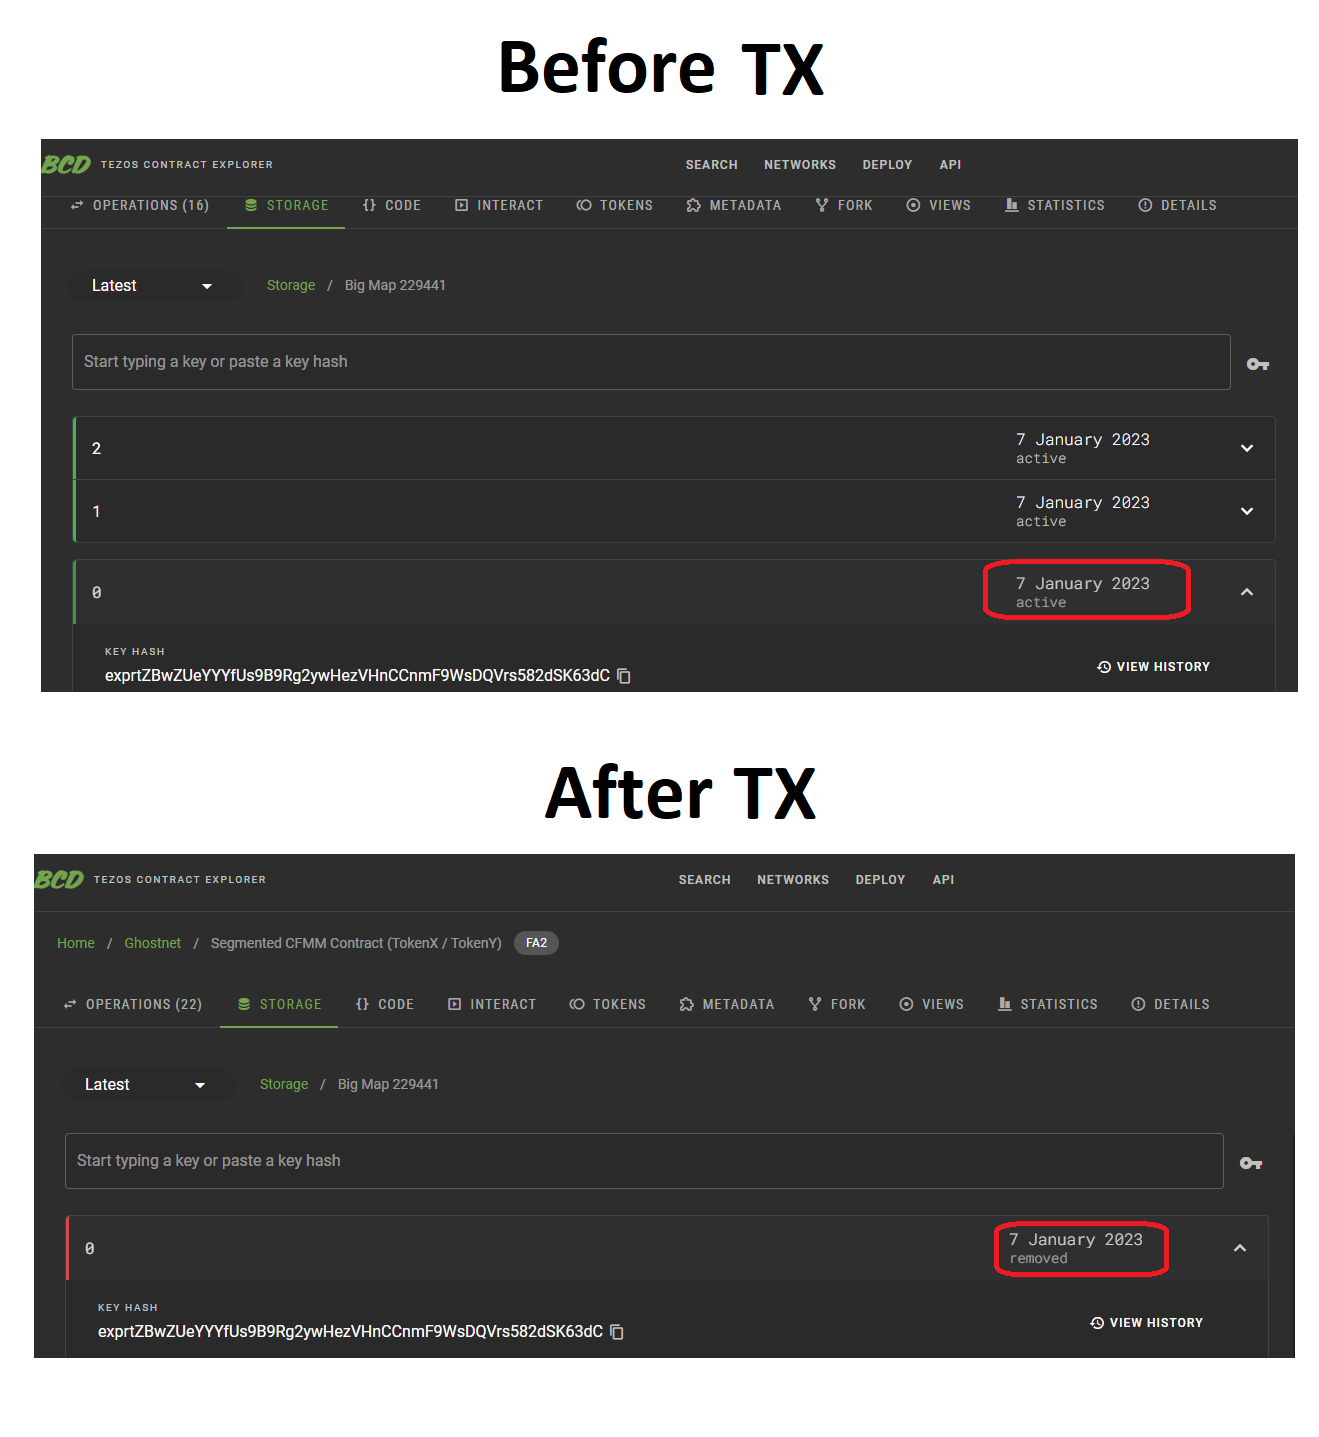 Before TX
BCD TEZOS CONTRACT EXPLORER SEARCH NETWORKS DEPLOY API
OPERATIONS (16) STORAGE {} CODE INTERACT TOKENS METADATA FORK VIEWS STATISTICS DETAILS
Latest Storage / Big Map 229441
Start typing a key or paste a key hash
2 7 January 2023
active
1 7 January 2023
active
0 7 January 2023
active
KEY HASH
exprtZBwZUeYYYfUs9B9Rg2ywHezVHnCCnmF9WsDQVrs582dSK63dC VIEW HISTORY
After TX
BCD TEZOS CONTRACT EXPLORER SEARCH NETWORKS DEPLOY API
Home / Ghostnet / Segmented CFMM Contract (TokenX / TokenY) FA2
OPERATIONS (22) STORAGE {} CODE INTERACT TOKENS METADATA FORK VIEWS STATISTICS DETAILS
Latest Storage / Big Map 229441
Start typing a key or paste a key hash
0 7 January 2023
removed
KEY HASH
exprtZBwZUeYYYfUs9B9Rg2ywHezVHnCCnmF9WsDQVrs582dSK63dC VIEW HISTORY